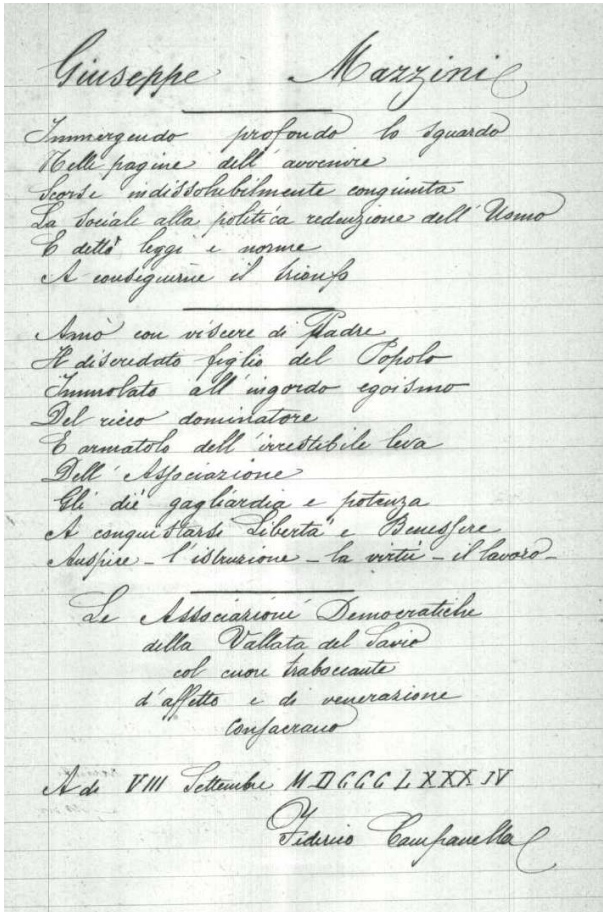 Giuseppe Mazzini
Immergendo profondo lo sguardo
Nelle pagine dell' avvenire
Scorse indissolubilmente congiunta
La sociale alla politica redenzione dell' Uomo
E dettò leggi e norme
A conseguirne il trionfo
Amò con viscere di Padre
Il diseredato figlio del Popolo
Immolato all' ingordo egoismo
Del ricco dominatore
E armatolo dell' irrestibile leva
Dell' Associazione
Gli diè gagliardia e potenza
A conquistarsi Libertà e Benessere
Auspice - l'istruzione - la virtù - il lavoro -
Le Associazioni Democratiche
della Vallata del Savio
col cuore traboccante
d'affetto e di venerazione
Consacrano
A dì VIII Settembre MDCCCLXXXIV
Federico Campanella